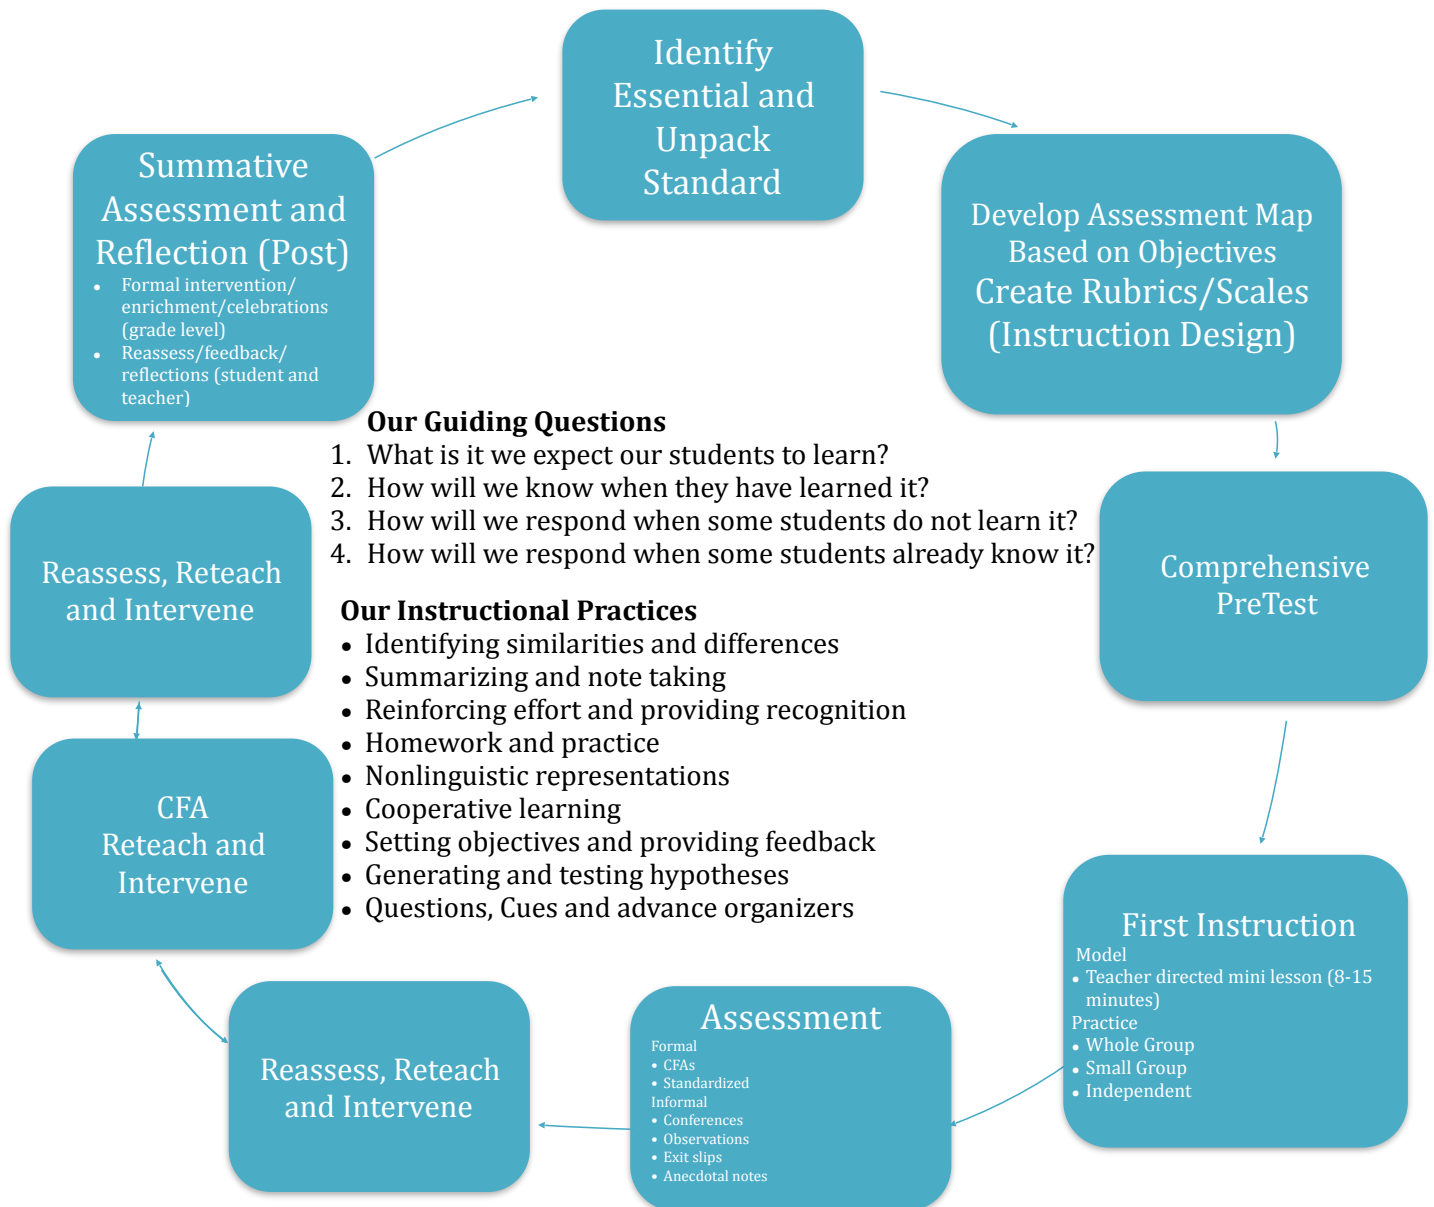 Identify
Essential and
Unpack
Standard
Develop Assessment Map
Based on Objectives
Create Rubrics/Scales
(Instruction Design)
Comprehensive
PreTest
First Instruction
Model
• Teacher directed mini lesson (8-15
minutes)
Practice
• Whole Group
• Small Group
• Independent
Assessment
Formal
• CFAs
• Standardized
Informal
• Conferences
• Observations
• Exit slips
• Anecdotal notes
Reassess, Reteach
and Intervene
CFA
Reteach and
Intervene
Reassess, Reteach
and Intervene
Summative
Assessment and
Reflection (Post)
• Formal intervention/
enrichment/celebrations
(grade level)
• Reassess/feedback/
reflections (student and
teacher)
Our Guiding Questions
1. What is it we expect our students to learn?
2. How will we know when they have learned it?
3. How will we respond when some students do not learn it?
4. How will we respond when some students already know it?
Our Instructional Practices
• Identifying similarities and differences
• Summarizing and note taking
• Reinforcing effort and providing recognition
• Homework and practice
• Nonlinguistic representations
• Cooperative learning
• Setting objectives and providing feedback
• Generating and testing hypotheses
• Questions, Cues and advance organizers